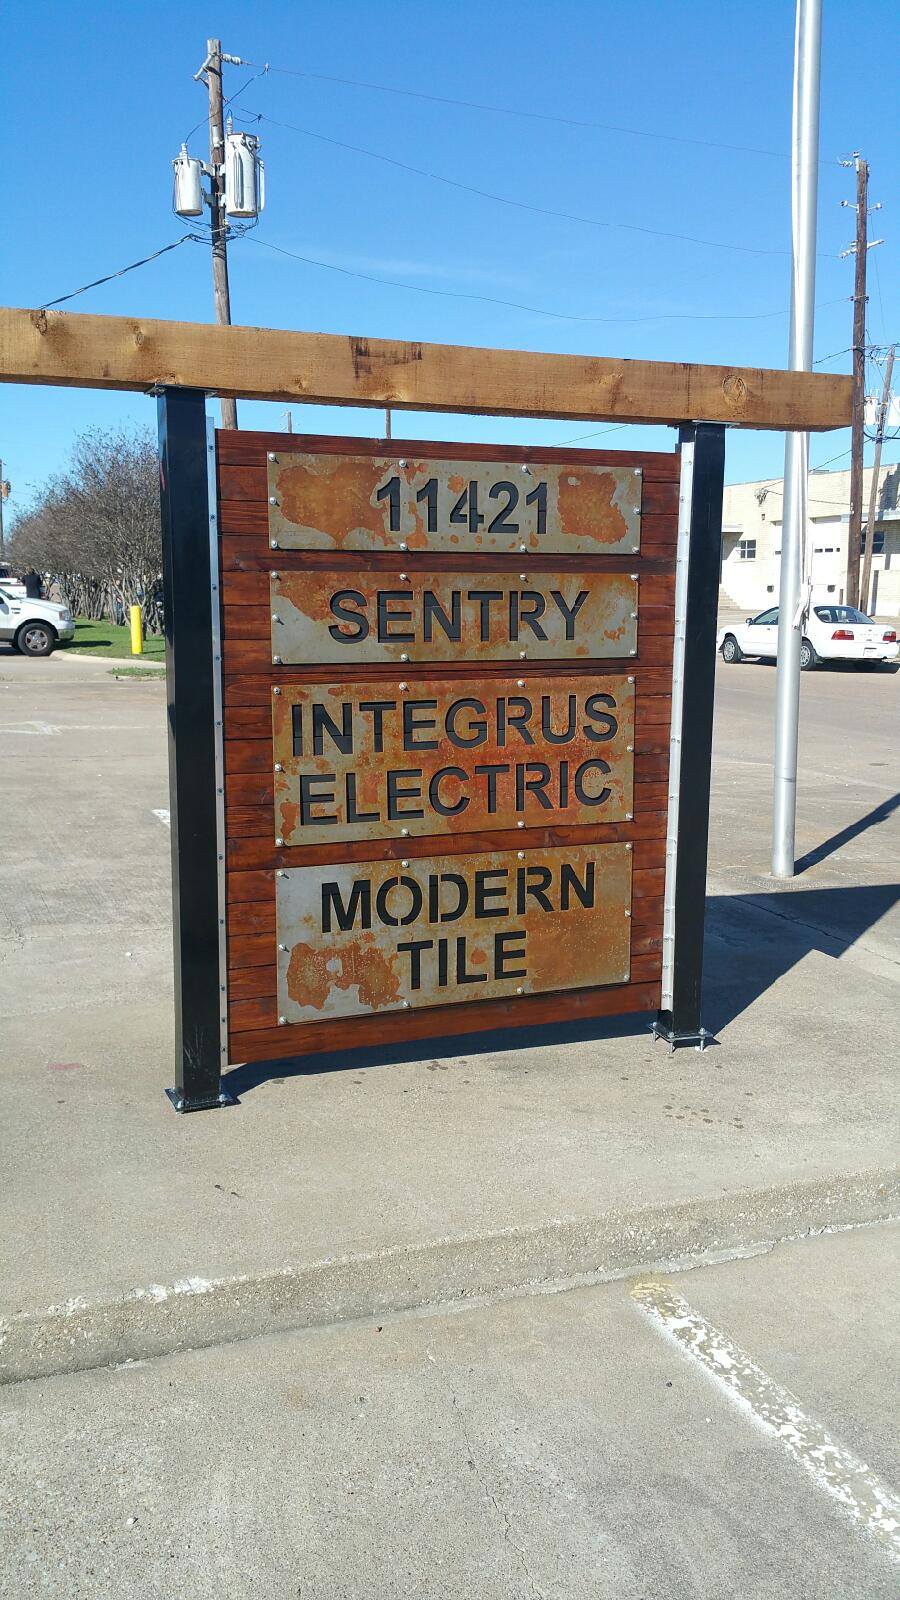 11421
SENTRY
INTEGRUS
ELECTRIC
MODERN
TILE